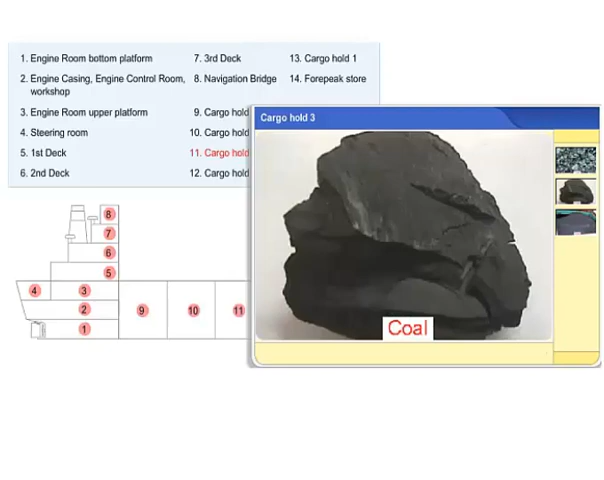 1. Engine Room bottom platform
2. Engine Casing, Engine Control Room,
workshop
3. Engine Room upper platform
4. Steering room
5. 1st Deck
6. 2nd Deck
7. 3rd Deck
8. Navigation Bridge
9. Cargo hold
10. Cargo hold
11. Cargo hold
12. Cargo hold
13. Cargo hold 1
14. Forepeak store
Cargo hold 3
Coal
8
7
6
5
4 3
2
9 10 11
1